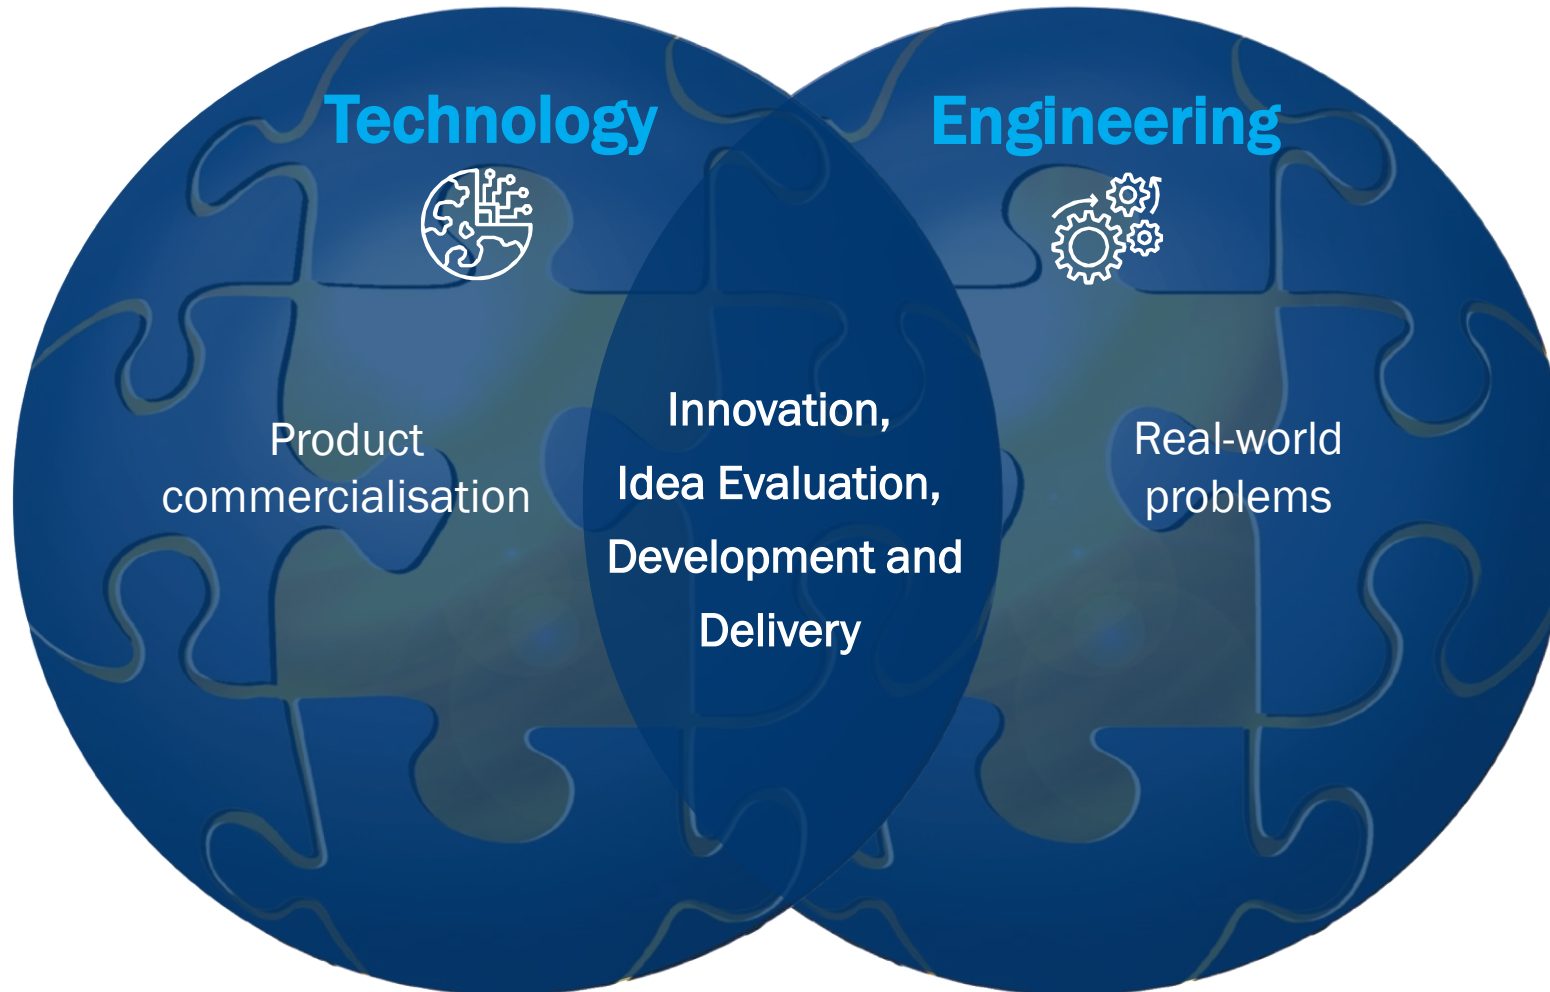 Technology
Engineering
Product
commercialisation
Innovation,
Idea Evaluation,
Development and
Delivery
Real-world
problems